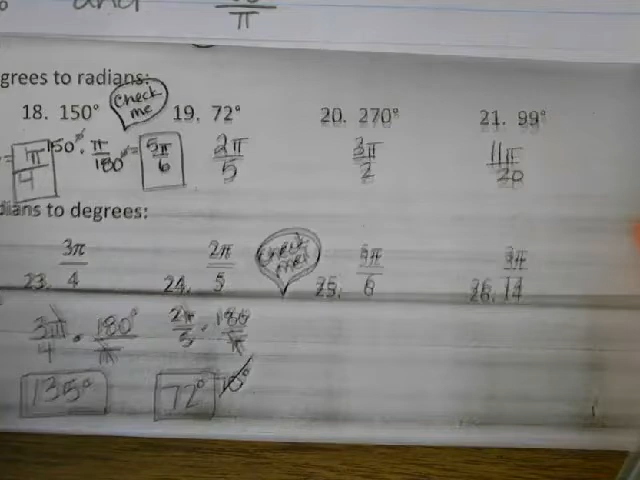 and π
grees to radians:
18. 150° check me 19. 72° 20. 270° 21. 99°
= π/4 150° · π/180° = 5π/6 2π/5 3π/2 11π/20
dians to degrees:
23. 3π/4 24. 2π/5 check me! 25. 5π/6 26. 3π/14
3π/4 · 180°/π 2π/5 · 180/π
135° 72°